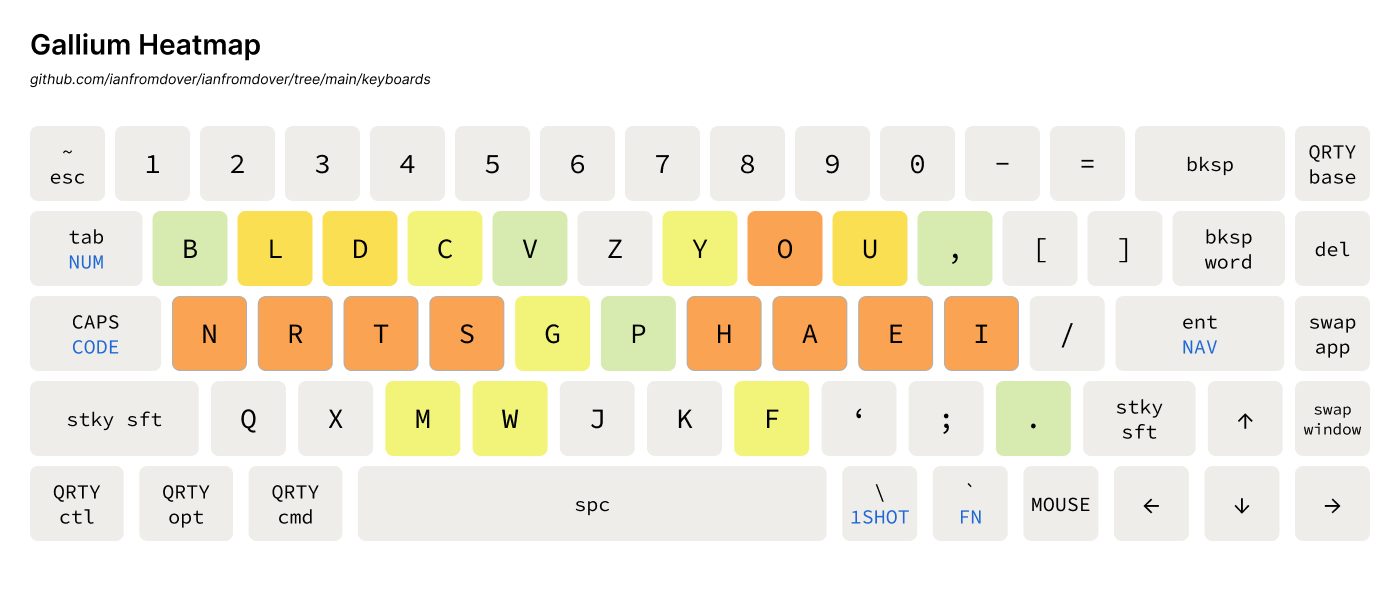 Gallium Heatmap
github.com/ianfromdover/ianfromdover/tree/main/keyboards
~ esc 1 2 3 4 5 6 7 8 9 0 - = bksp QRTY base
tab NUM B L D C V Z Y O U , [ ] bksp word del
CAPS CODE N R T S G P H A E I / ent NAV swap app
stky sft Q X M W J K F ‘ ; . stky sft ↑ swap window
QRTY ctl QRTY opt QRTY cmd spc \ 1SHOT ` FN MOUSE ← ↓ →